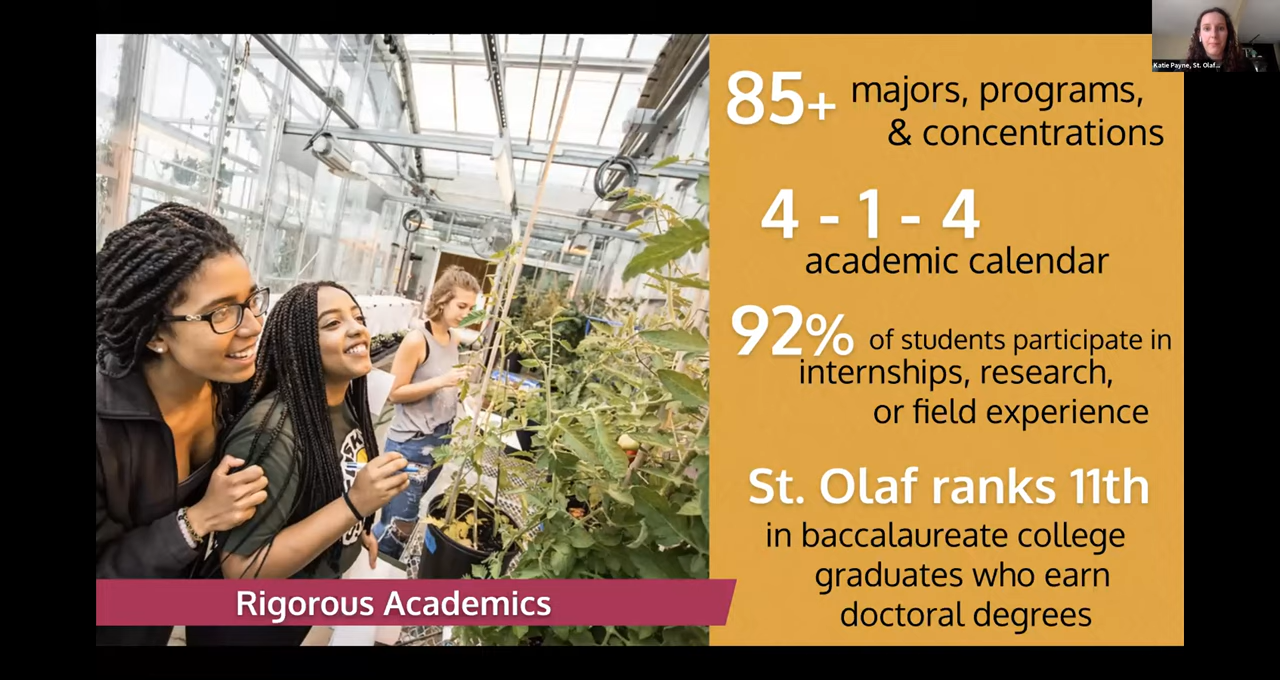 Katie Payne, St. Olaf...
85+ majors, programs,
& concentrations
4 - 1 - 4
academic calendar
92% of students participate in
internships, research,
or field experience
St. Olaf ranks 11th
in baccalaureate college
graduates who earn
doctoral degrees
Rigorous Academics